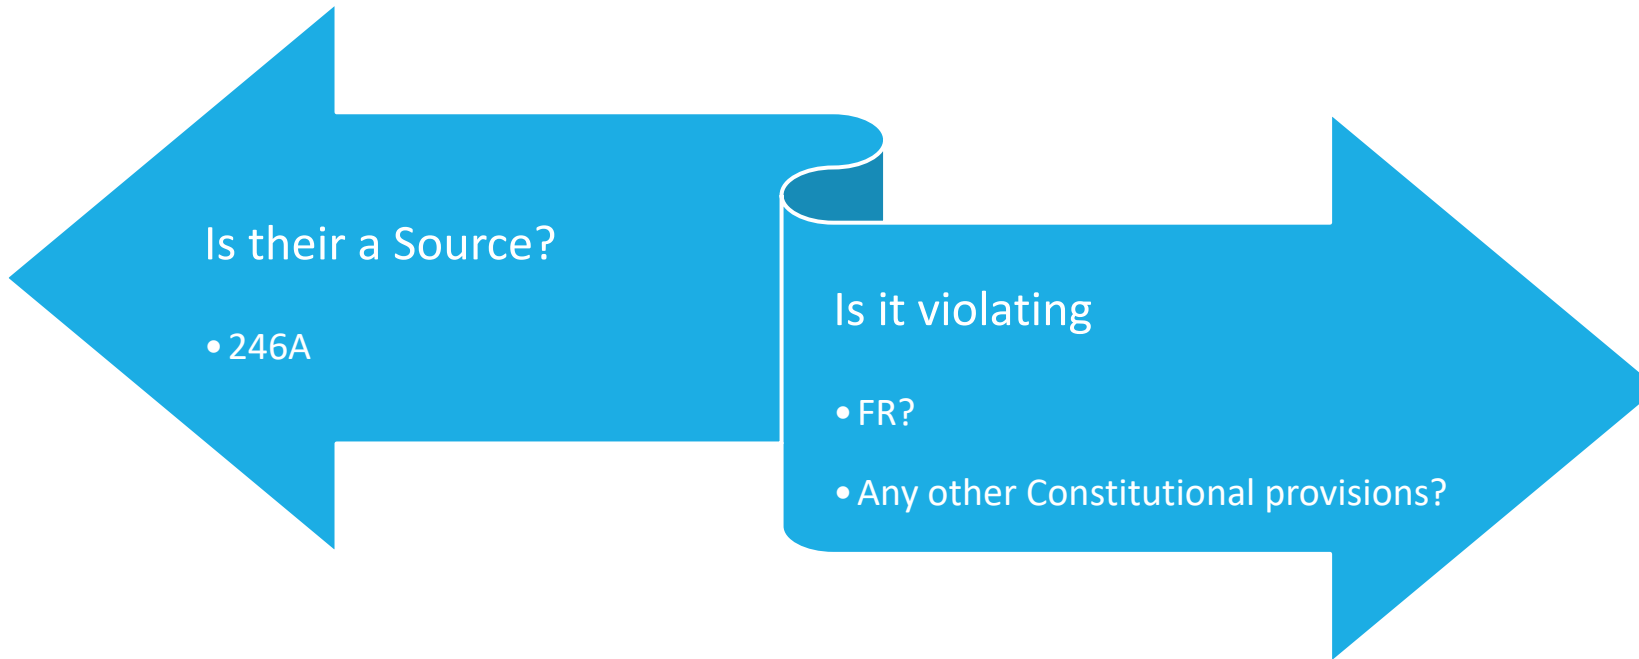 Is their a Source?
• 246A
Is it violating
• FR?
• Any other Constitutional provisions?